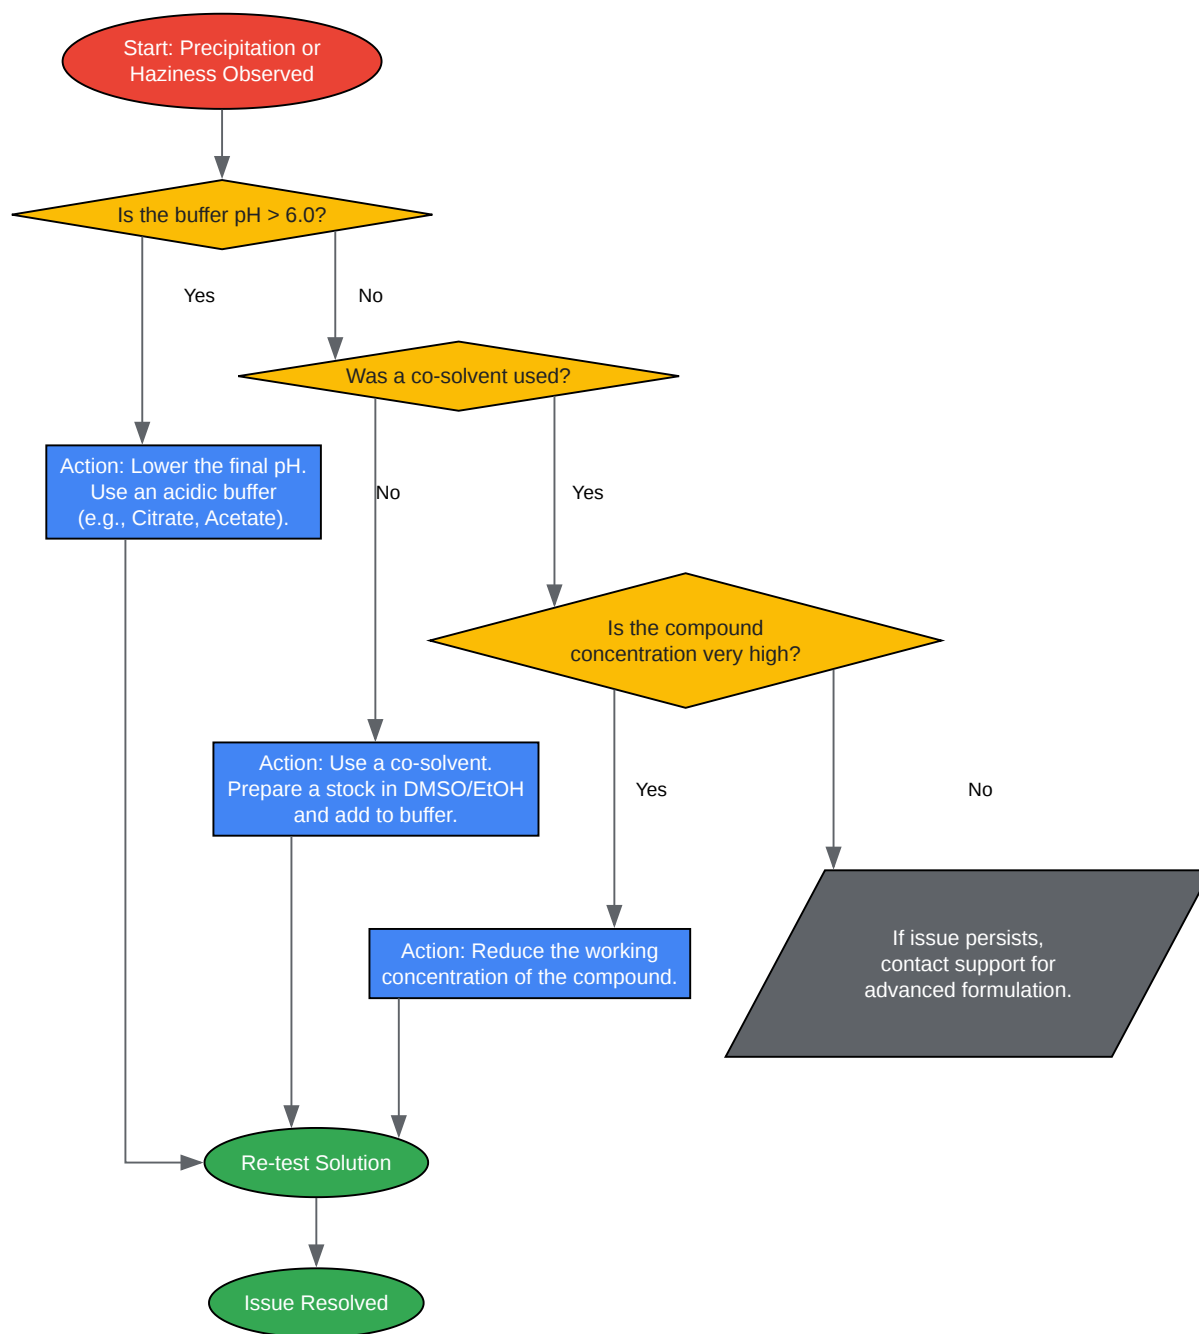 Start: Precipitation or
Haziness Observed
Is the buffer pH > 6.0?
Yes
No
Was a co-solvent used?
Action: Lower the final pH.
Use an acidic buffer
(e.g., Citrate, Acetate).
No
Yes
Is the compound
concentration very high?
Action: Use a co-solvent.
Prepare a stock in DMSO/EtOH
and add to buffer.
Yes
No
Action: Reduce the working
concentration of the compound.
If issue persists,
contact support for
advanced formulation.
Re-test Solution
Issue Resolved